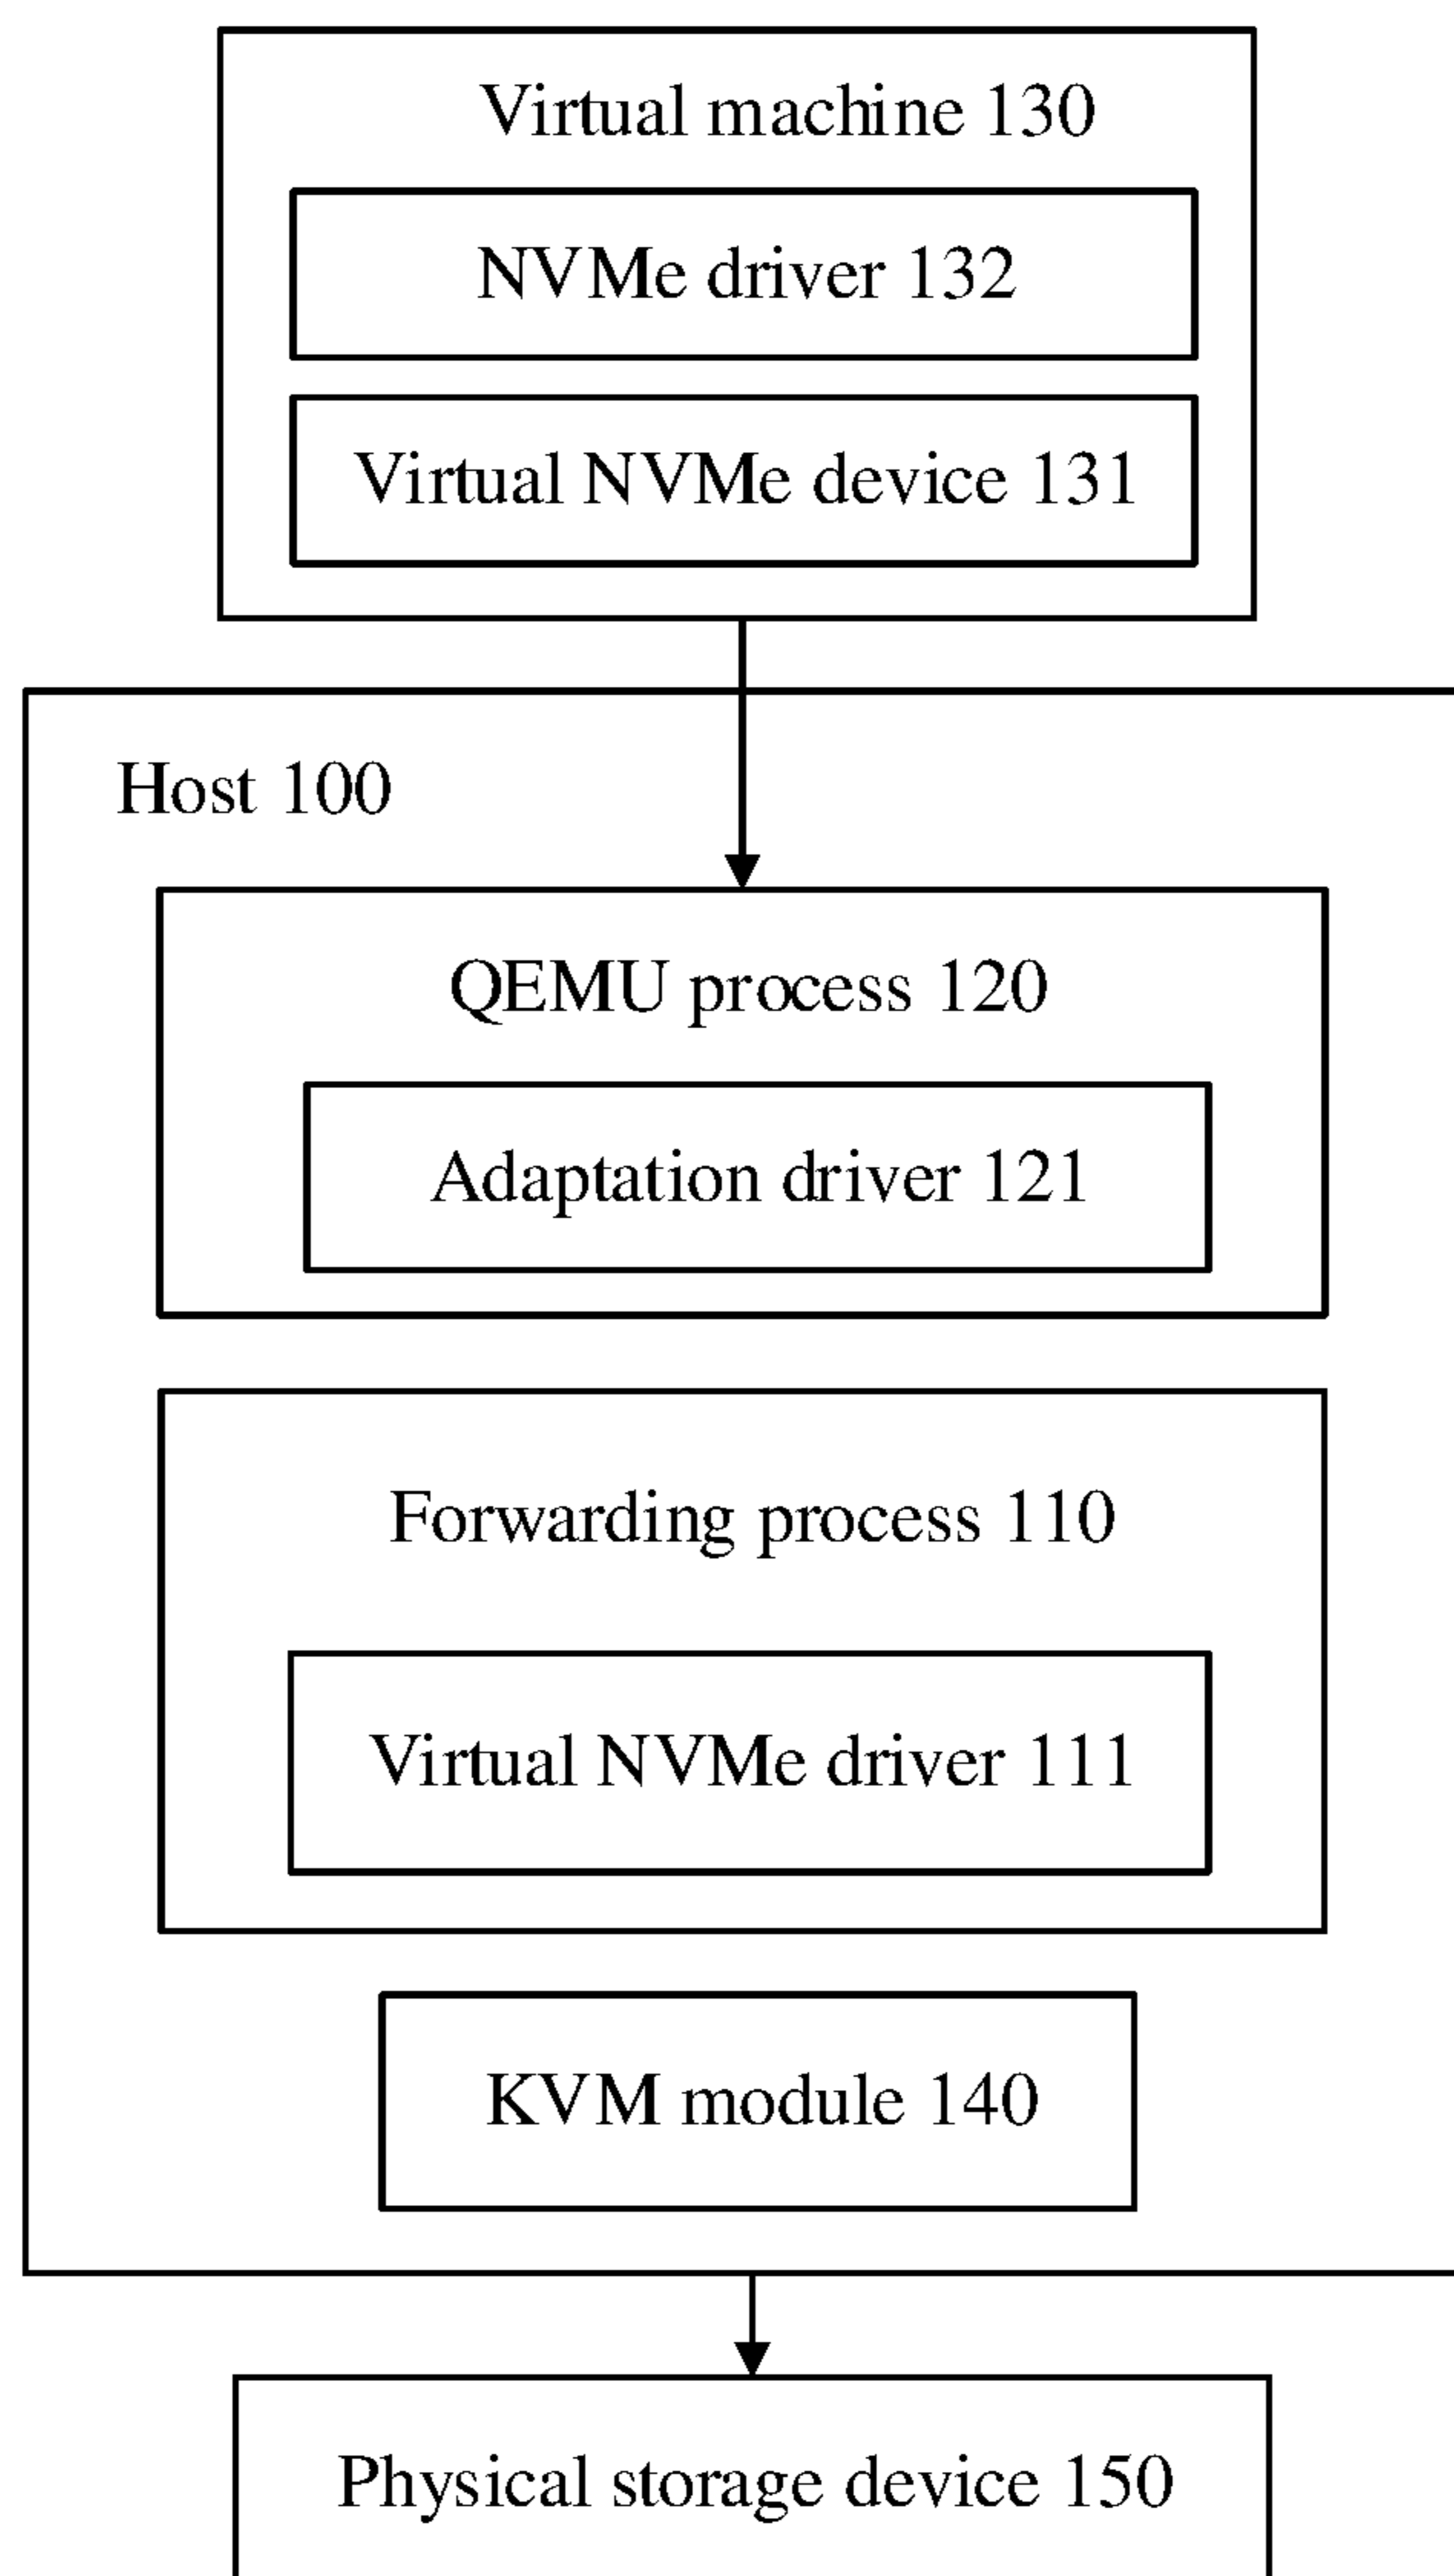 Virtual machine 130
NVMe driver 132
Virtual NVMe device 131
Host 100
QEMU process 120
Adaptation driver 121
Forwarding process 110
Virtual NVMe driver 111
KVM module 140
Physical storage device 150